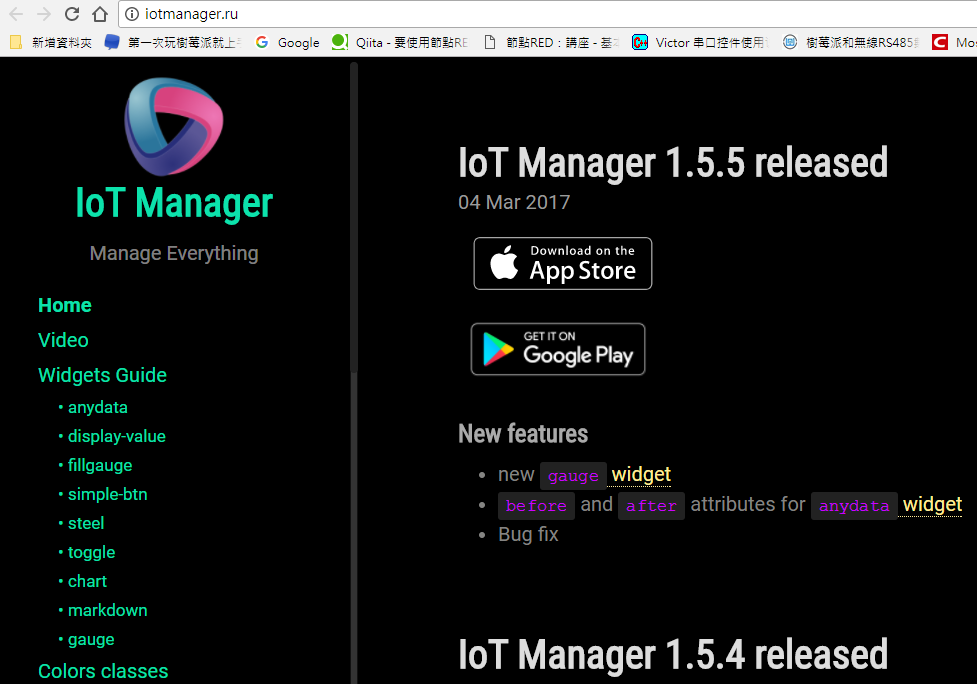 iotmanager.ru
新增資料夾
第一次玩樹莓派就上
Google
Qiita - 要使用節點RE
節點RED：講座 - 基
Victor 串口控件使用
樹莓派和無線RS485
Mos
IoT Manager
Manage Everything
Home
Video
Widgets Guide
• anydata
• display-value
• fillgauge
• simple-btn
• steel
• toggle
• chart
• markdown
• gauge
Colors classes
IoT Manager 1.5.5 released
04 Mar 2017
Download on the
App Store
GET IT ON
Google Play
New features
• new gauge widget
• before and after attributes for anydata widget
• Bug fix
IoT Manager 1.5.4 released